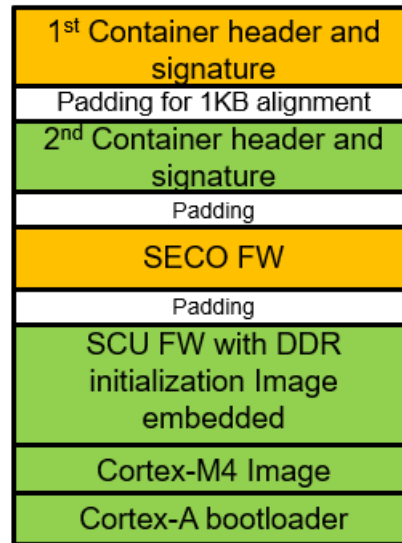 1st Container header and
signature
Padding for 1KB alignment
2nd Container header and
signature
Padding
SECO FW
Padding
SCU FW with DDR
initialization Image
embedded
Cortex-M4 Image
Cortex-A bootloader